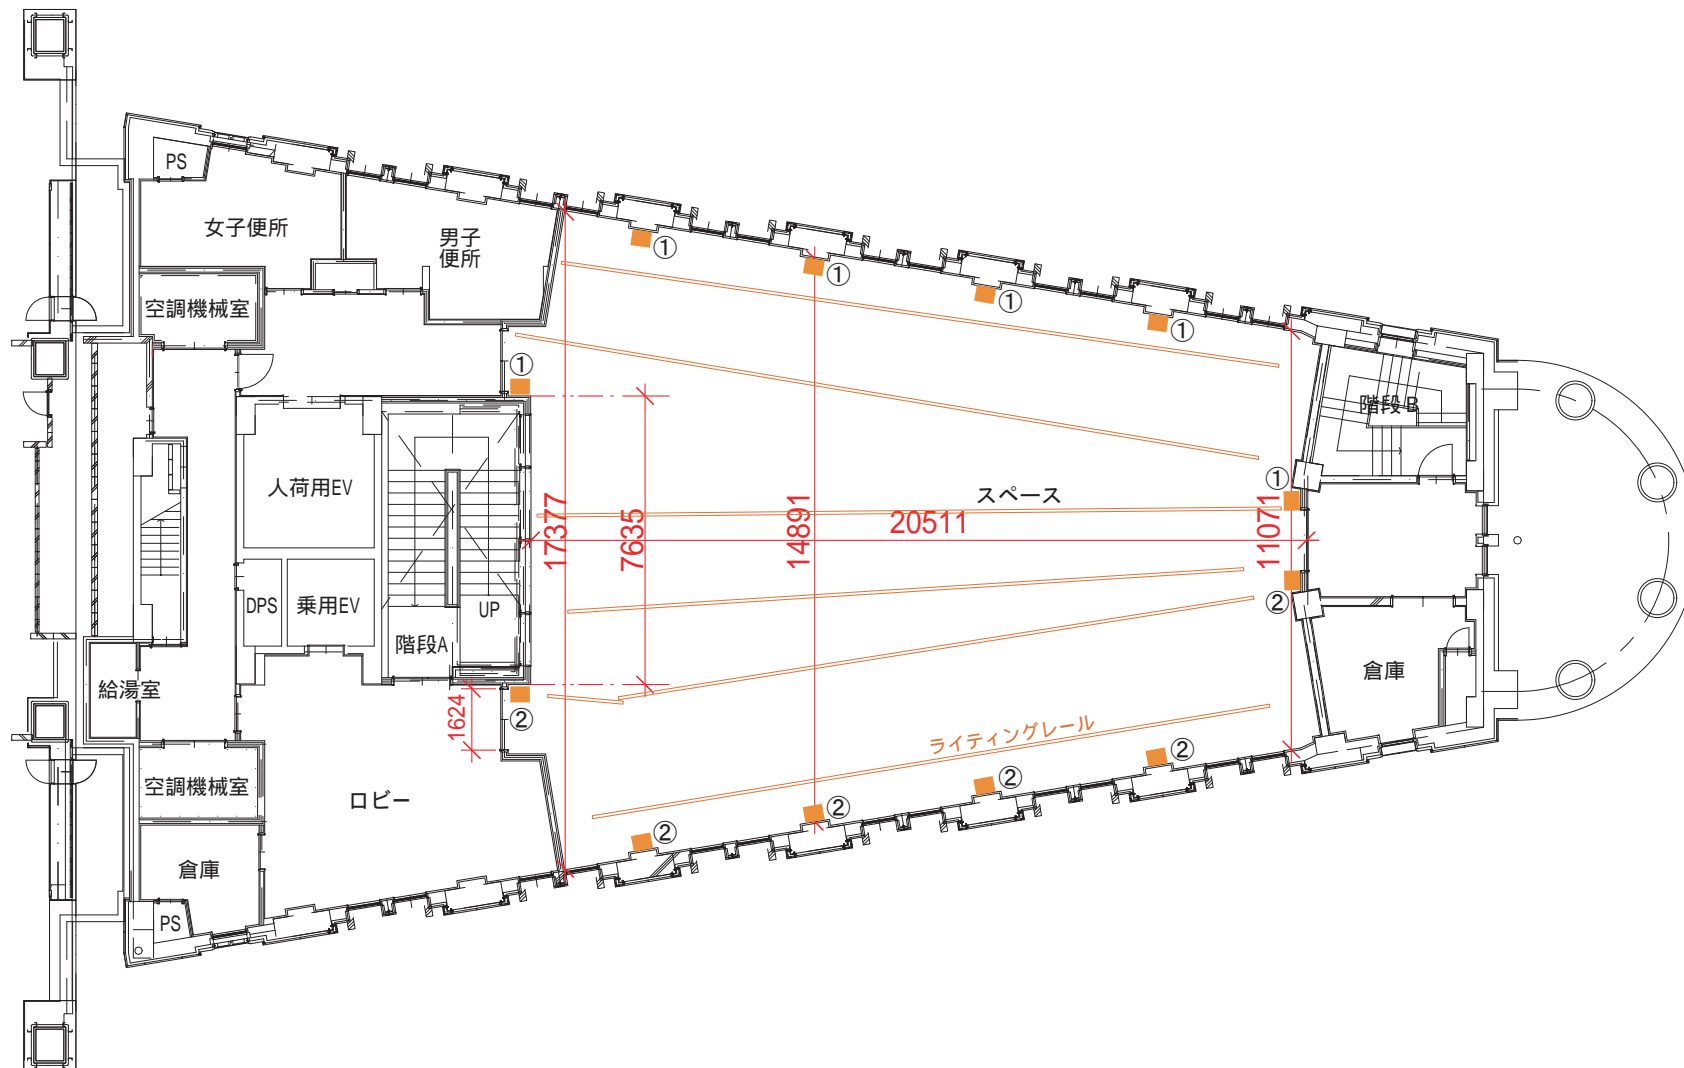 PS
女子便所
男子
便所
①
①
①
①
空調機械室
①
階段 B
人荷用EV
①
スペース
17377
7635
14891
20511
11071
DPS
乗用EV
UP
②
階段A
倉庫
給湯室
1624
②
ライティングレール
②
空調機械室
ロビー
②
②
②
倉庫
PS